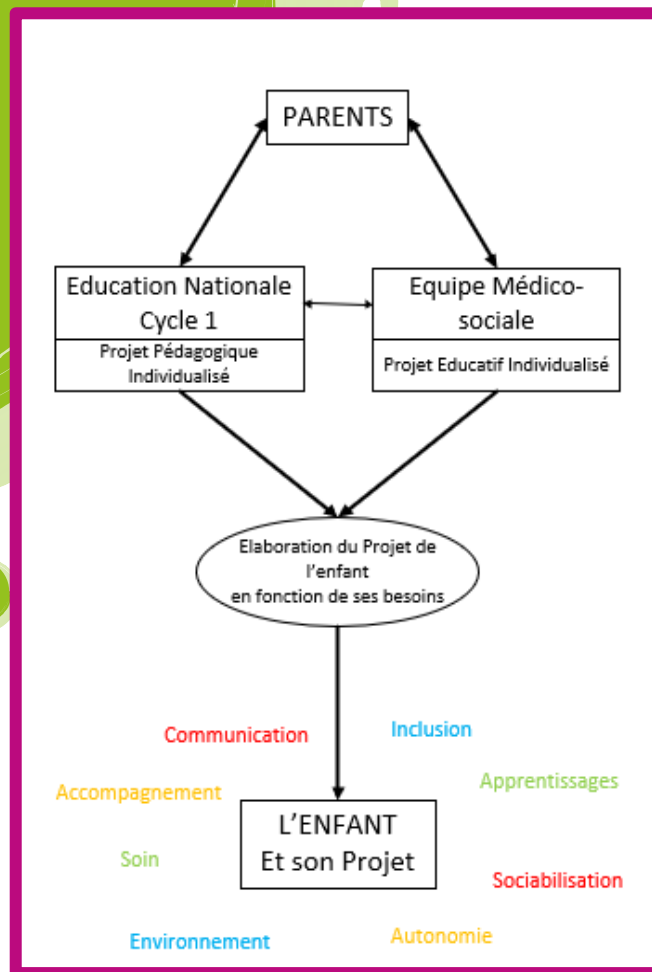 PARENTS
Education Nationale
Cycle 1
Projet Pédagogique
Individualisé
Equipe Médico-
sociale
Projet Educatif Individualisé
Elaboration du Projet de
l'enfant
en fonction de ses besoins
Communication
Inclusion
Apprentissages
Accompagnement
L'ENFANT
Et son Projet
Soin
Sociabilisation
Environnement
Autonomie